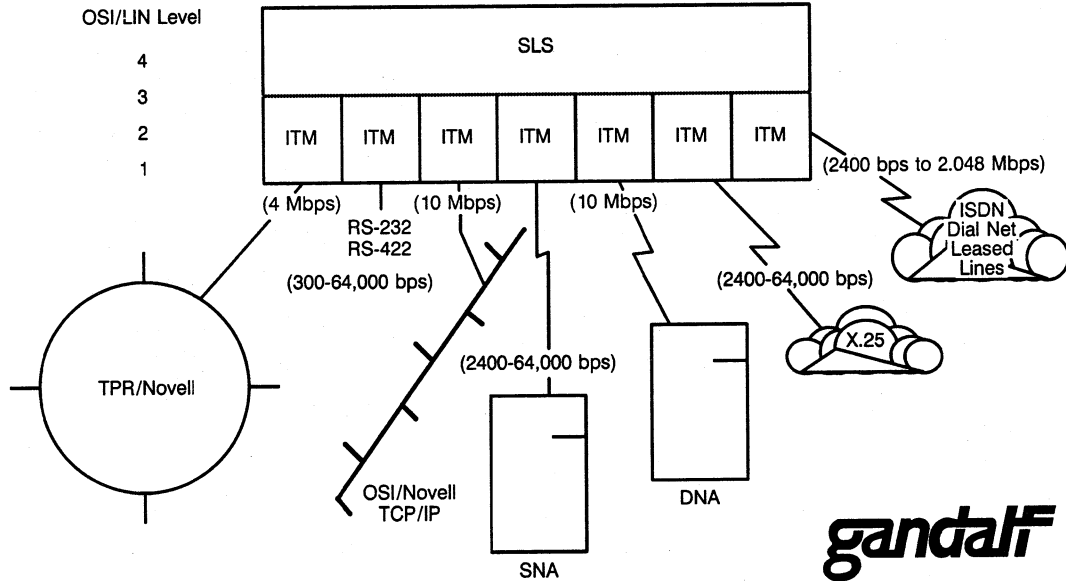 OSI/LIN Level
4
3
2
1
SLS
ITM
ITM
ITM
ITM
ITM
ITM
ITM
(4 Mbps)
RS-232
RS-422
(300-64,000 bps)
(10 Mbps)
(10 Mbps)
(2400 bps to 2.048 Mbps)
ISDN
Dial Net
Leased
Lines
(2400-64,000 bps)
X.25
(2400-64,000 bps)
TPR/Novell
OSI/Novell
TCP/IP
SNA
DNA
gandalf